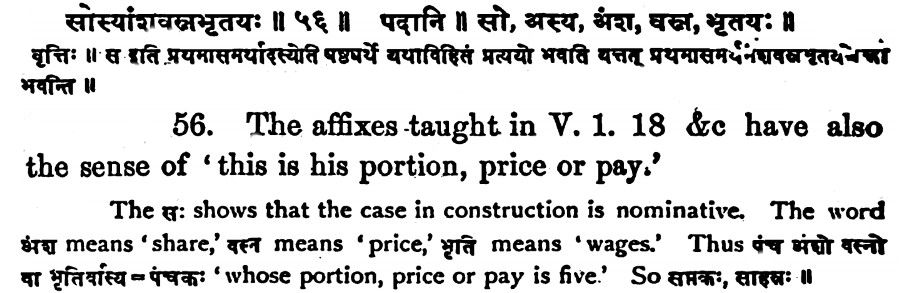 सोस्यांशवस्नभृतयः ॥ ५६ ॥ पदानि ॥ सो, अस्य, अंश, वस्न, भृतयः ॥
वृत्तिः ॥ स इति प्रथमासमर्थादस्येति षष्ठ्यर्थे यथाविहितं प्रत्ययो भवति यत्तत् प्रथमासमर्थमंशवस्नभृतयश्चेत्ता
भवन्ति ॥
56. The affixes taught in V. 1. 18 &c have also
the sense of ‘this is his portion, price or pay.’
The सः shows that the case in construction is nominative. The word
अंश means ‘share,’ वस्न means ‘price,’ भृति means ‘wages.’ Thus पंच अंशो वस्नो
वा भृतिर्वास्य = पंचकः ‘whose portion, price or pay is five.’ So सप्तकः, साहस्रः ॥